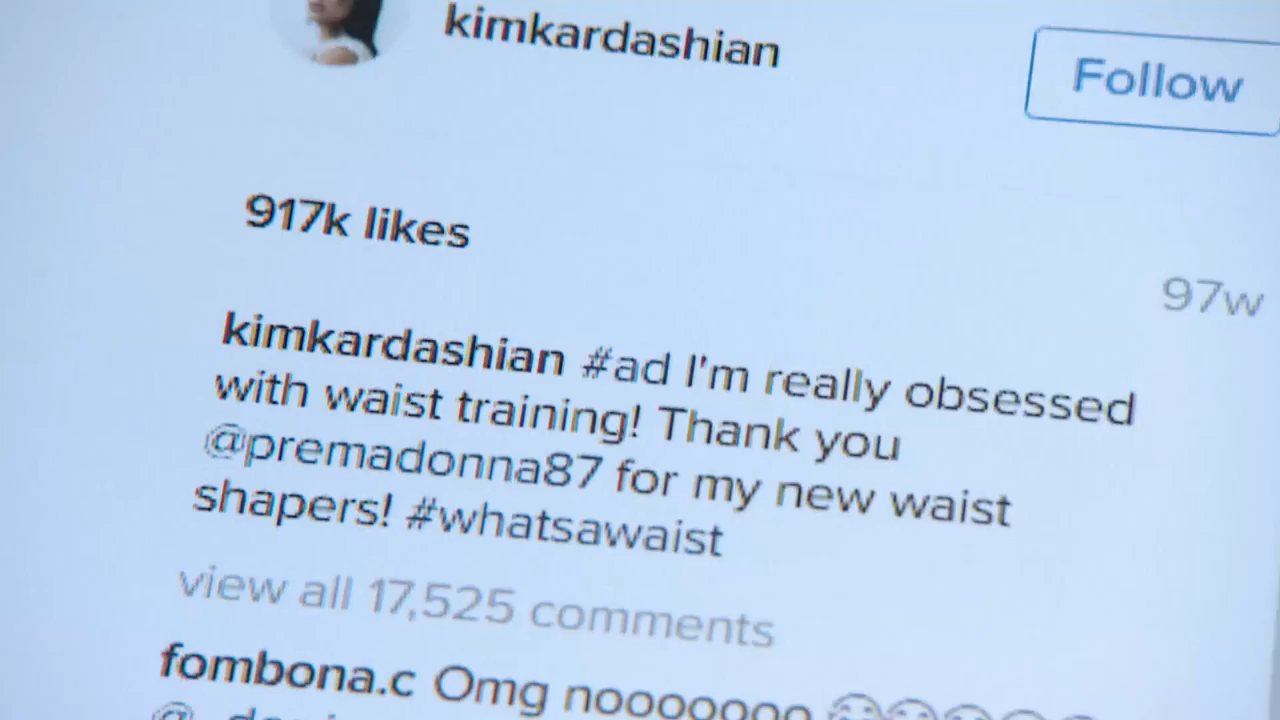 kimkardashian
Follow
917k likes
97w
kimkardashian #ad I'm really obsessed
with waist training! Thank you
@premadonna87 for my new waist
shapers! #whatsawaist
view all 17,525 comments
fombona.c Omg nooooooo